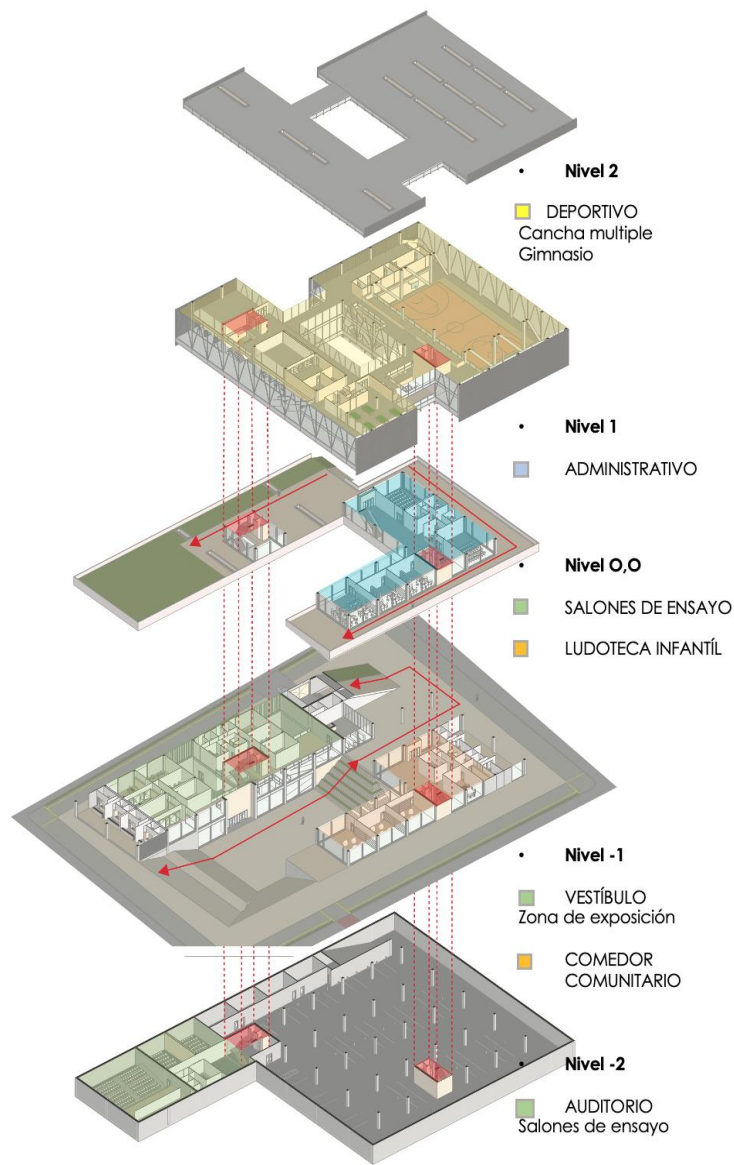 • Nivel 2
DEPORTIVO
Cancha multiple
Gimnasio
• Nivel 1
ADMINISTRATIVO
• Nivel O,O
SALONES DE ENSAYO
LUDOTECA INFANTÍL
• Nivel -1
VESTÍBULO
Zona de exposición
COMEDOR
COMUNITARIO
• Nivel -2
AUDITORIO
Salones de ensayo